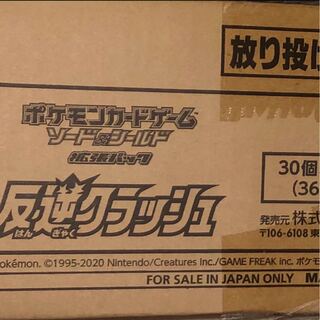 放り投げ
ポケモンカードゲーム
ソード&シールド
拡張パック
反逆クラッシュ
はん ぎゃく
30個
(36
発売元 株式
〒106-6108 東
okémon. ©1995-2020 Nintendo/Creatures Inc./GAME FREAK inc. ポケモ
FOR SALE IN JAPAN ONLY MA